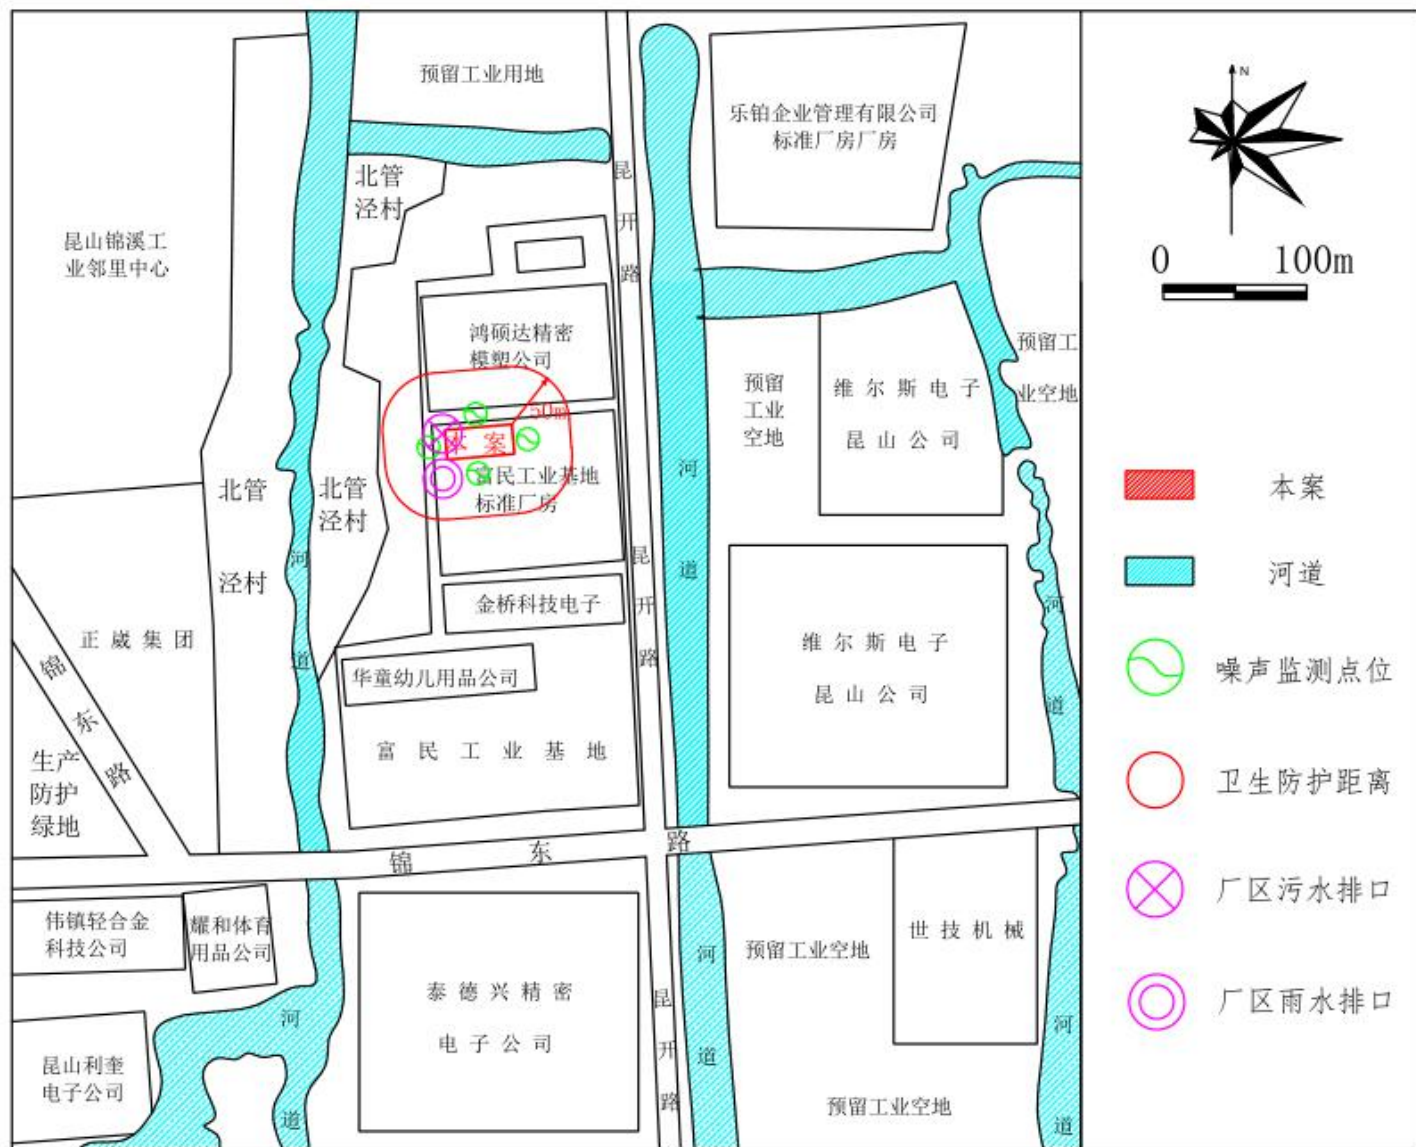 预留工业用地
乐铂企业管理有限公司
标准厂房厂房
N
0
100m
北管
泾村
昆
开
路
昆山锦溪工
业邻里中心
鸿硕达精密
模塑公司
50m
本案
富民工业基地
标准厂房
预留
工业
空地
维尔斯电子
昆山公司
预留工
业空地
河
道
北管
泾村
北管
泾村
河
道
昆
开
路
金桥科技电子
正崴集团
华童幼儿用品公司
富民工业基地
维尔斯电子
昆山公司
河
道
锦
东
路
生产
防护
绿地
锦
东
路
伟镇轻合金
科技公司
耀和体育
用品公司
泰德兴精密
电子公司
昆
开
路
河
道
预留工业空地
世技机械
河
道
昆山利奎
电子公司
河
道
预留工业空地
本案
河道
噪声监测点位
卫生防护距离
厂区污水排口
厂区雨水排口